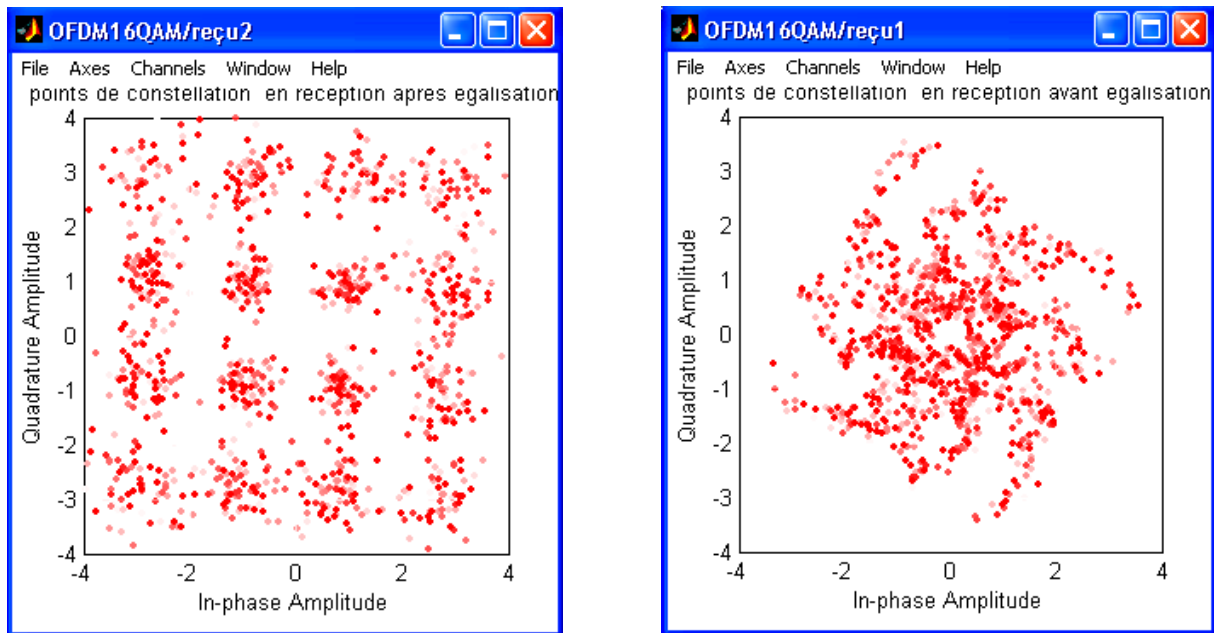 OFDM16QAM/reçu2
File Axes Channels Window Help
points de constellation en reception apres egalisation
4
3
2
1
0
-1
-2
-3
-4
Quadrature Amplitude
-4 -2 0 2 4
In-phase Amplitude
OFDM16QAM/reçu1
File Axes Channels Window Help
points de constellation en reception avant egalisation
4
3
2
1
0
-1
-2
-3
-4
Quadrature Amplitude
-4 -2 0 2 4
In-phase Amplitude